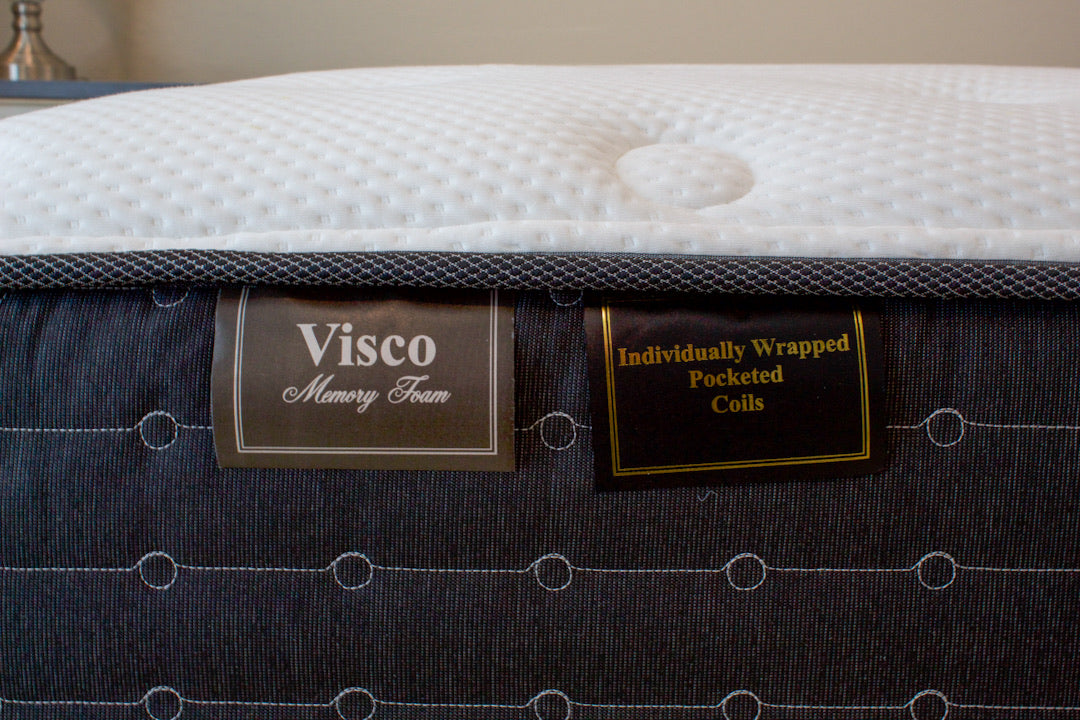 Visco
Memory Foam
Individually Wrapped
Pocketed
Coils